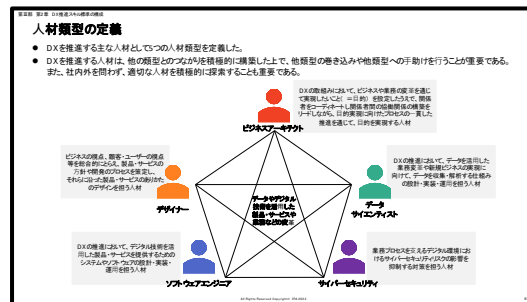 第Ⅲ部 第2章 DX推進スキル標準の構成
人材類型の定義
● DXを推進する主な人材として5つの人材類型を定義した。
● DXを推進する人材は、他の類型とのつながりを積極的に構築した上で、他類型の巻き込みや他類型への手助けを行うことが重要である。
また、社内外を問わず、適切な人材を積極的に探索することも重要である。
DXの取組みにおいて、ビジネスや業務の変革を通じ
て実現したいこと（＝目的）を設定したうえで、関係
者をコーディネートし関係者間の協働関係の構築を
リードしながら、目的実現に向けたプロセスの一貫した
推進を通じて、目的を実現する人材
ビジネスアーキテクト
ビジネスの視点、顧客・ユーザーの視点
等を総合的にとらえ、製品・サービスの
方針や開発のプロセスを策定し、
それらに沿った製品・サービスのありかた
のデザインを担う人材
デザイナー
DXの推進において、データを活用した
業務変革や新規ビジネスの実現に
向けて、データを収集・解析する仕組み
の設計・実装・運用を担う人材
データ
サイエンティスト
データやデジタル
技術を活用した
製品・サービスや
業務などの変革
DXの推進において、デジタル技術を活
用した製品・サービスを提供するための
システムやソフトウェアの設計・実装・
運用を担う人材
ソフトウェアエンジニア
業務プロセスを支えるデジタル環境にお
けるサイバーセキュリティリスクの影響を
抑制する対策を担う人材
サイバーセキュリティ